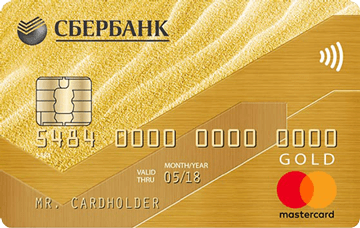 СБЕРБАНК
5484 0000 0000 0000
GOLD
MONTH/YEAR
VALID THRU 05/18
MR. CARDHOLDER
mastercard